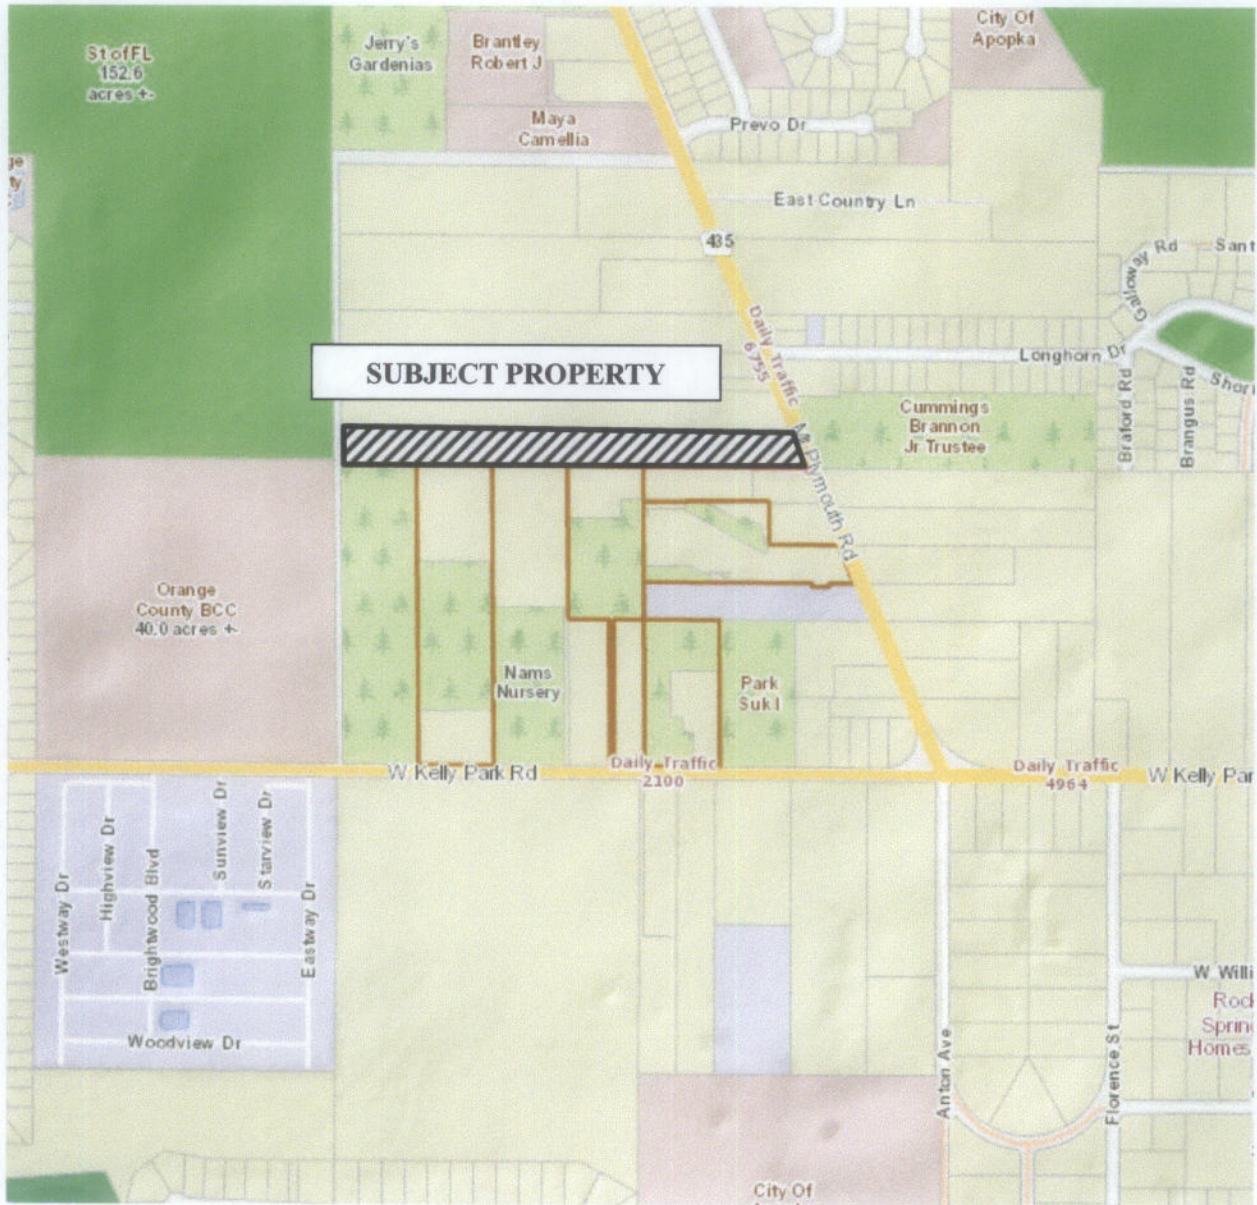 St of FL
152.6
acres +-
Jerry's
Gardenias
Brantley
Robert J
Maya
Camellia
City Of
Apopka
Prevo Dr
East Country Ln
435
Galloway Rd
Sant
Daily Traffic
6755
Longhorn Dr
Braford Rd
Brangus Rd
SUBJECT PROPERTY
Mt Plymouth Rd
Cummings
Brannon
Jr Trustee
Orange
County BCC
40.0 acres +-
Nams
Nursery
Park
Suk I
W Kelly Park Rd
Daily Traffic
2100
Daily Traffic
4964
W Kelly Par
Westway Dr
Highview Dr
Brightwood Blvd
Sunview Dr
Starview Dr
Eastway Dr
Woodview Dr
Anton Ave
Florence St
W Willi
Rock
Spring
Homes
City Of